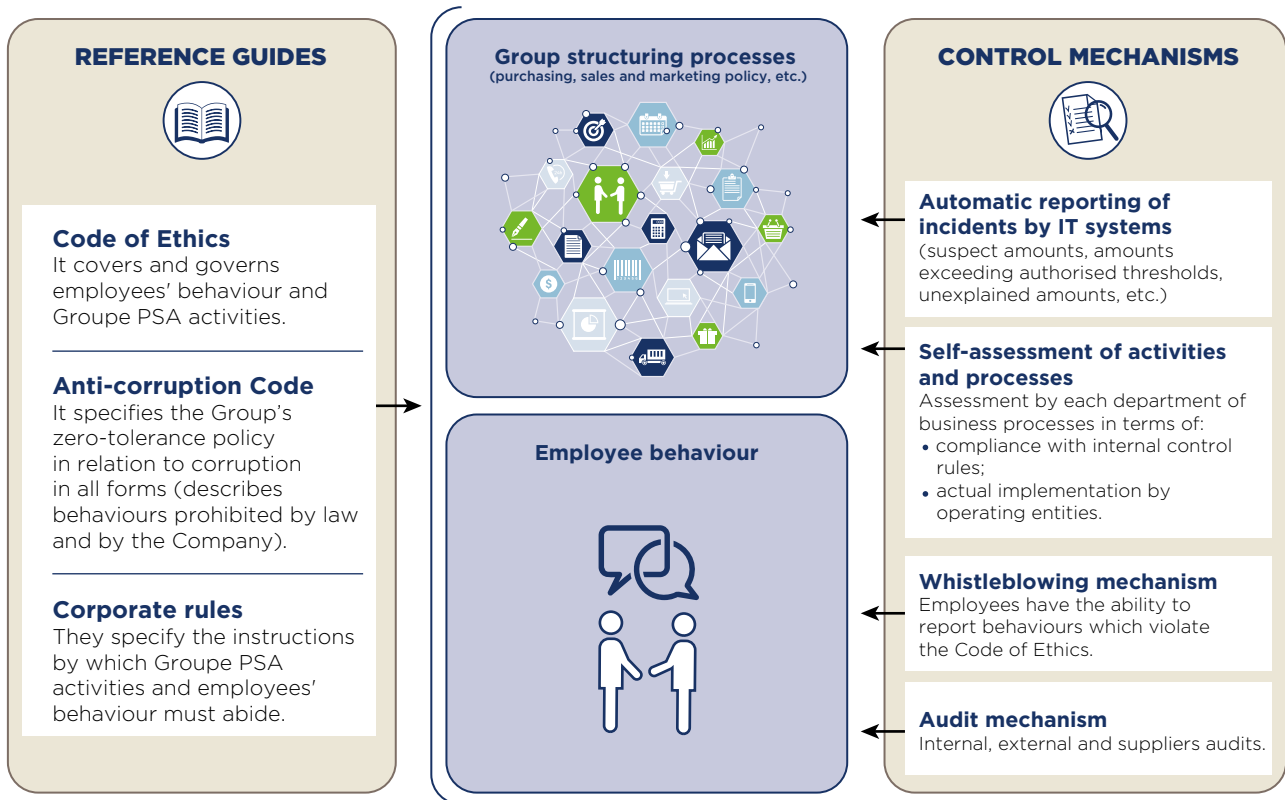 REFERENCE GUIDES
Code of Ethics
It covers and governs
employees' behaviour and
Groupe PSA activities.
Anti-corruption Code
It specifies the Group’s
zero-tolerance policy
in relation to corruption
in all forms (describes
behaviours prohibited by law
and by the Company).
Corporate rules
They specify the instructions
by which Groupe PSA
activities and employees'
behaviour must abide.
Group structuring processes
(purchasing, sales and marketing policy, etc.)
$
Employee behaviour
CONTROL MECHANISMS
Automatic reporting of
incidents by IT systems
(suspect amounts, amounts
exceeding authorised thresholds,
unexplained amounts, etc.)
Self-assessment of activities
and processes
Assessment by each department of
business processes in terms of:
• compliance with internal control
rules;
• actual implementation by
operating entities.
Whistleblowing mechanism
Employees have the ability to
report behaviours which violate
the Code of Ethics.
Audit mechanism
Internal, external and suppliers audits.